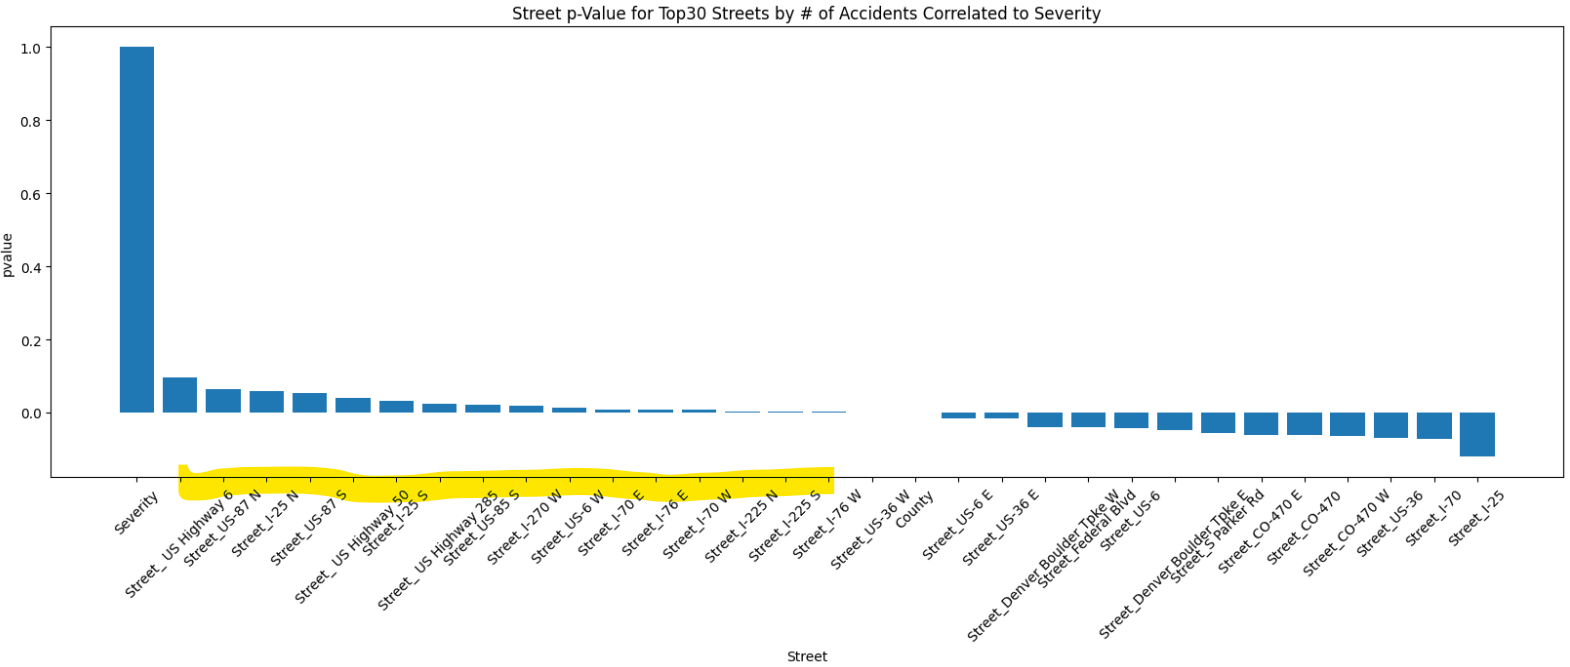 Street p-Value for Top30 Streets by # of Accidents Correlated to Severity
1.0
0.8
0.6
0.4
0.2
0.0
pvalue
Severity
Street_ US Highway 6
Street_US-87 N
Street_I-25 N
Street_US-87 S
Street_ US Highway 50
Street_I-25 S
Street_ US Highway 285
Street_US-85 S
Street_I-270 W
Street_US-6 W
Street_I-70 E
Street_I-76 E
Street_I-70 W
Street_I-225 N
Street_I-225 S
Street_I-76 W
Street_US-36 W
County
Street_US-6 E
Street_US-36 E
Street_Denver Boulder Tpke W
Street_Federal Blvd
Street_US-6
Street_Denver Boulder Tpke E
Street_S Parker Rd
Street_CO-470 E
Street_CO-470
Street_CO-470 W
Street_US-36
Street_I-70
Street_I-25
Street